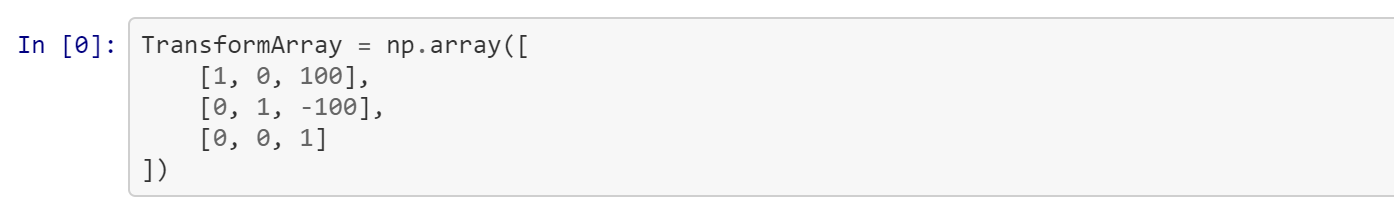 In [0]: TransformArray = np.array([
    [1, 0, 100],
    [0, 1, -100],
    [0, 0, 1]
])